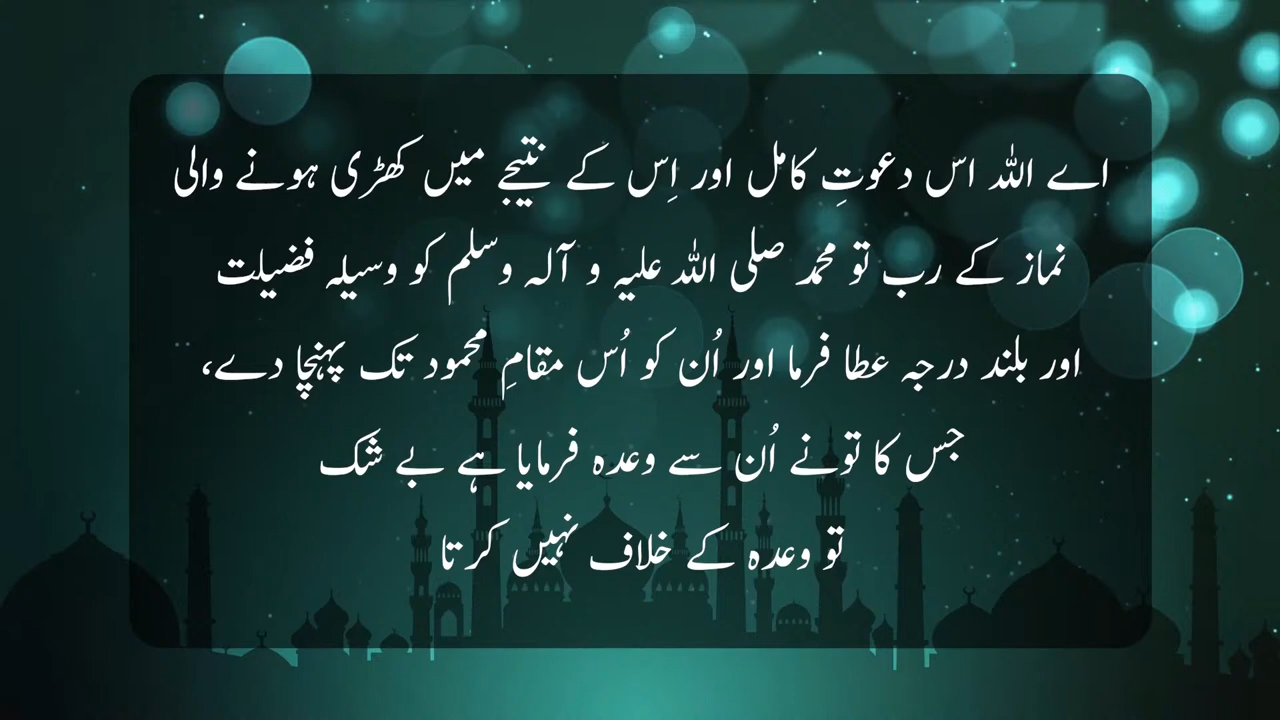 اے اللہ اس دعوتِ کامل اور اِس کے نتیجے میں کھڑی ہونے والی
نماز کے رب تو محمد صلی اللہ علیہ و آلہ وسلم کو وسیلہ فضیلت
اور بلند درجہ عطا فرما اور اُن کو اُس مقامِ محمود تک پہنچا دے،
جس کا تونے اُن سے وعدہ فرمایا ہے بے شک
تو وعدہ کے خلاف نہیں کرتا